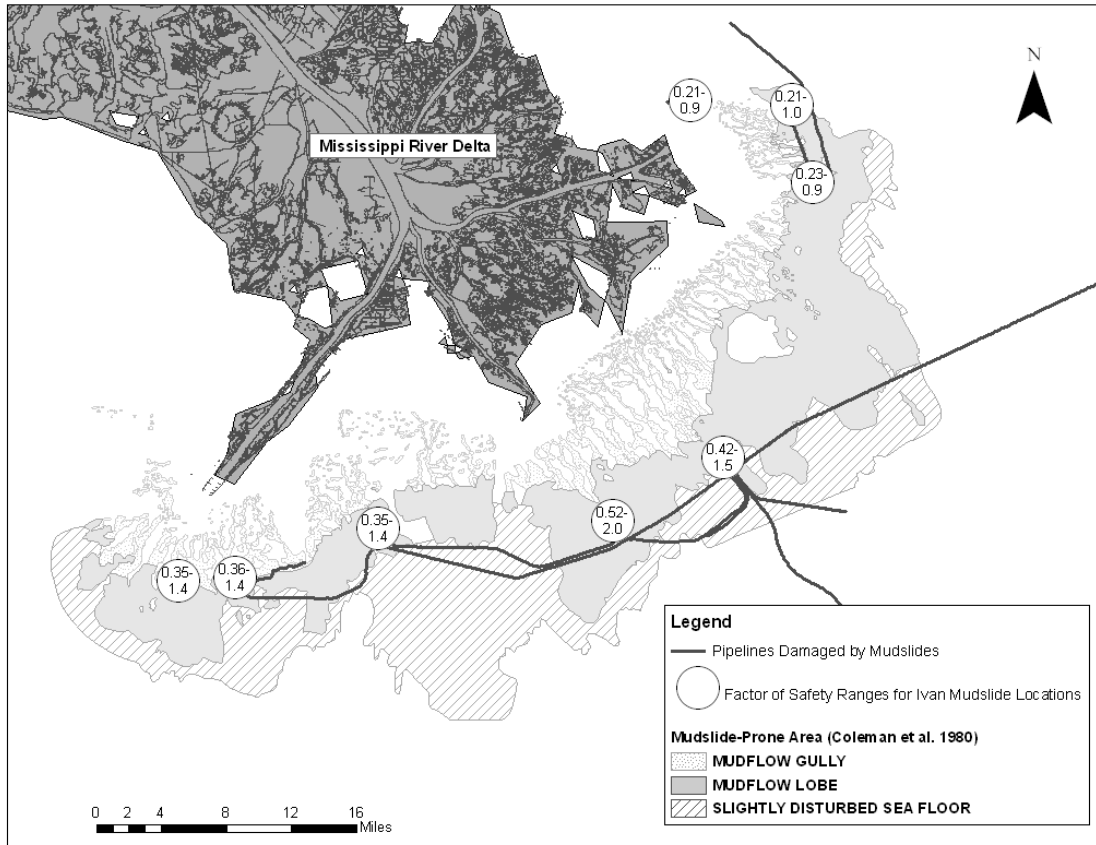 N
0.21-
0.9
0.21-
1.0
Mississippi River Delta
0.23-
0.9
0.42-
1.5
0.52-
2.0
0.35-
1.4
0.35-
1.4
0.36-
1.4
Legend
Pipelines Damaged by Mudslides
Factor of Safety Ranges for Ivan Mudslide Locations
Mudslide-Prone Area (Coleman et al. 1980)
MUDFLOW GULLY
MUDFLOW LOBE
SLIGHTLY DISTURBED SEA FLOOR
0 2 4 8 12 16
Miles